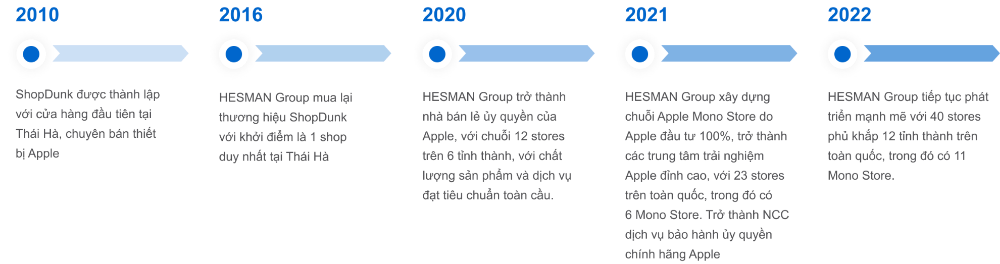 2010
ShopDunk được thành lập
với cửa hàng đầu tiên tại
Thái Hà, chuyên bán thiết
bị Apple
2016
HESMAN Group mua lại
thương hiệu ShopDunk
với khởi điểm là 1 shop
duy nhất tại Thái Hà
2020
HESMAN Group trở thành
nhà bán lẻ ủy quyền của
Apple, với chuỗi 12 stores
trên 6 tỉnh thành, với chất
lượng sản phẩm và dịch vụ
đạt tiêu chuẩn toàn cầu.
2021
HESMAN Group xây dựng
chuỗi Apple Mono Store do
Apple đầu tư 100%, trở thành
các trung tâm trải nghiệm
Apple đỉnh cao, với 23 stores
trên toàn quốc, trong đó có
6 Mono Store. Trở thành NCC
dịch vụ bảo hành ủy quyền
chính hãng Apple
2022
HESMAN Group tiếp tục phát
triển mạnh mẽ với 40 stores
phủ khắp 12 tỉnh thành trên
toàn quốc, trong đó có 11
Mono Store.